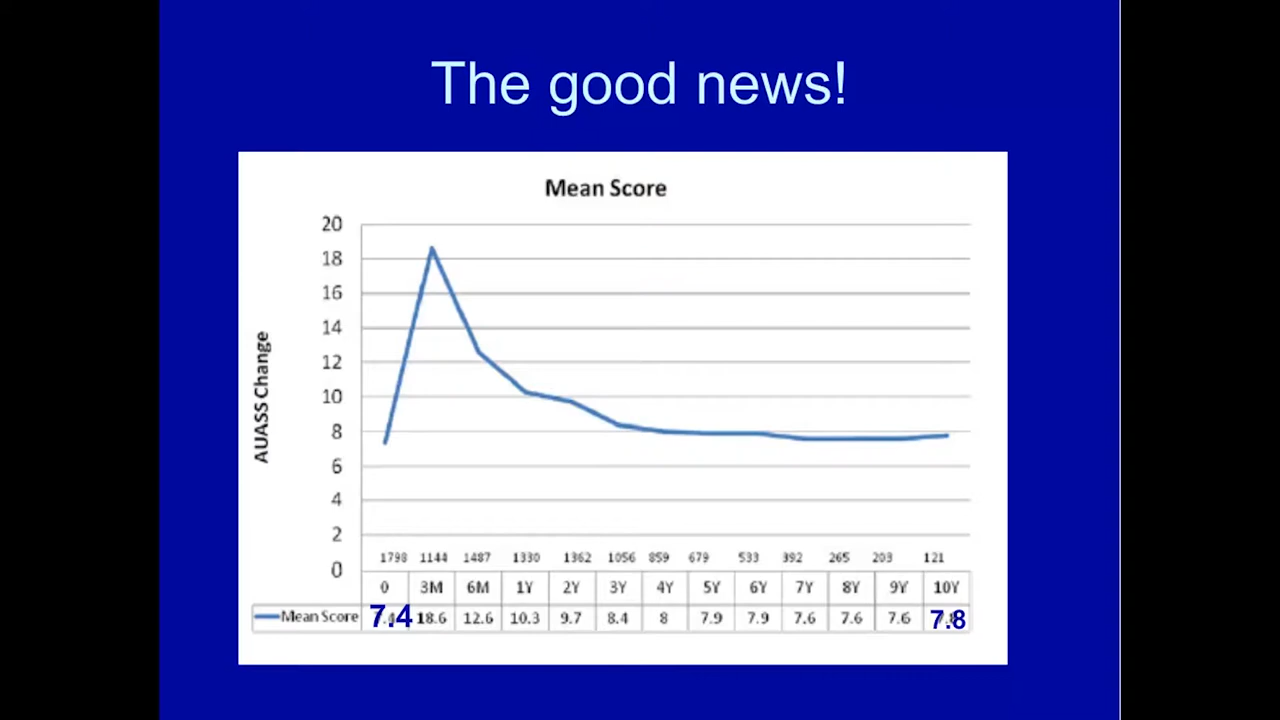 The good news!
Mean Score
AUASS Change
20
18
16
14
12
10
8
6
4
2
0
1798 1144 1487 1330 1362 1056 859 679 533 392 265 203 121
0 3M 6M 1Y 2Y 3Y 4Y 5Y 6Y 7Y 8Y 9Y 10Y
Mean Score 7.4 18.6 12.6 10.3 9.7 8.4 8 7.9 7.9 7.6 7.6 7.6 7.8